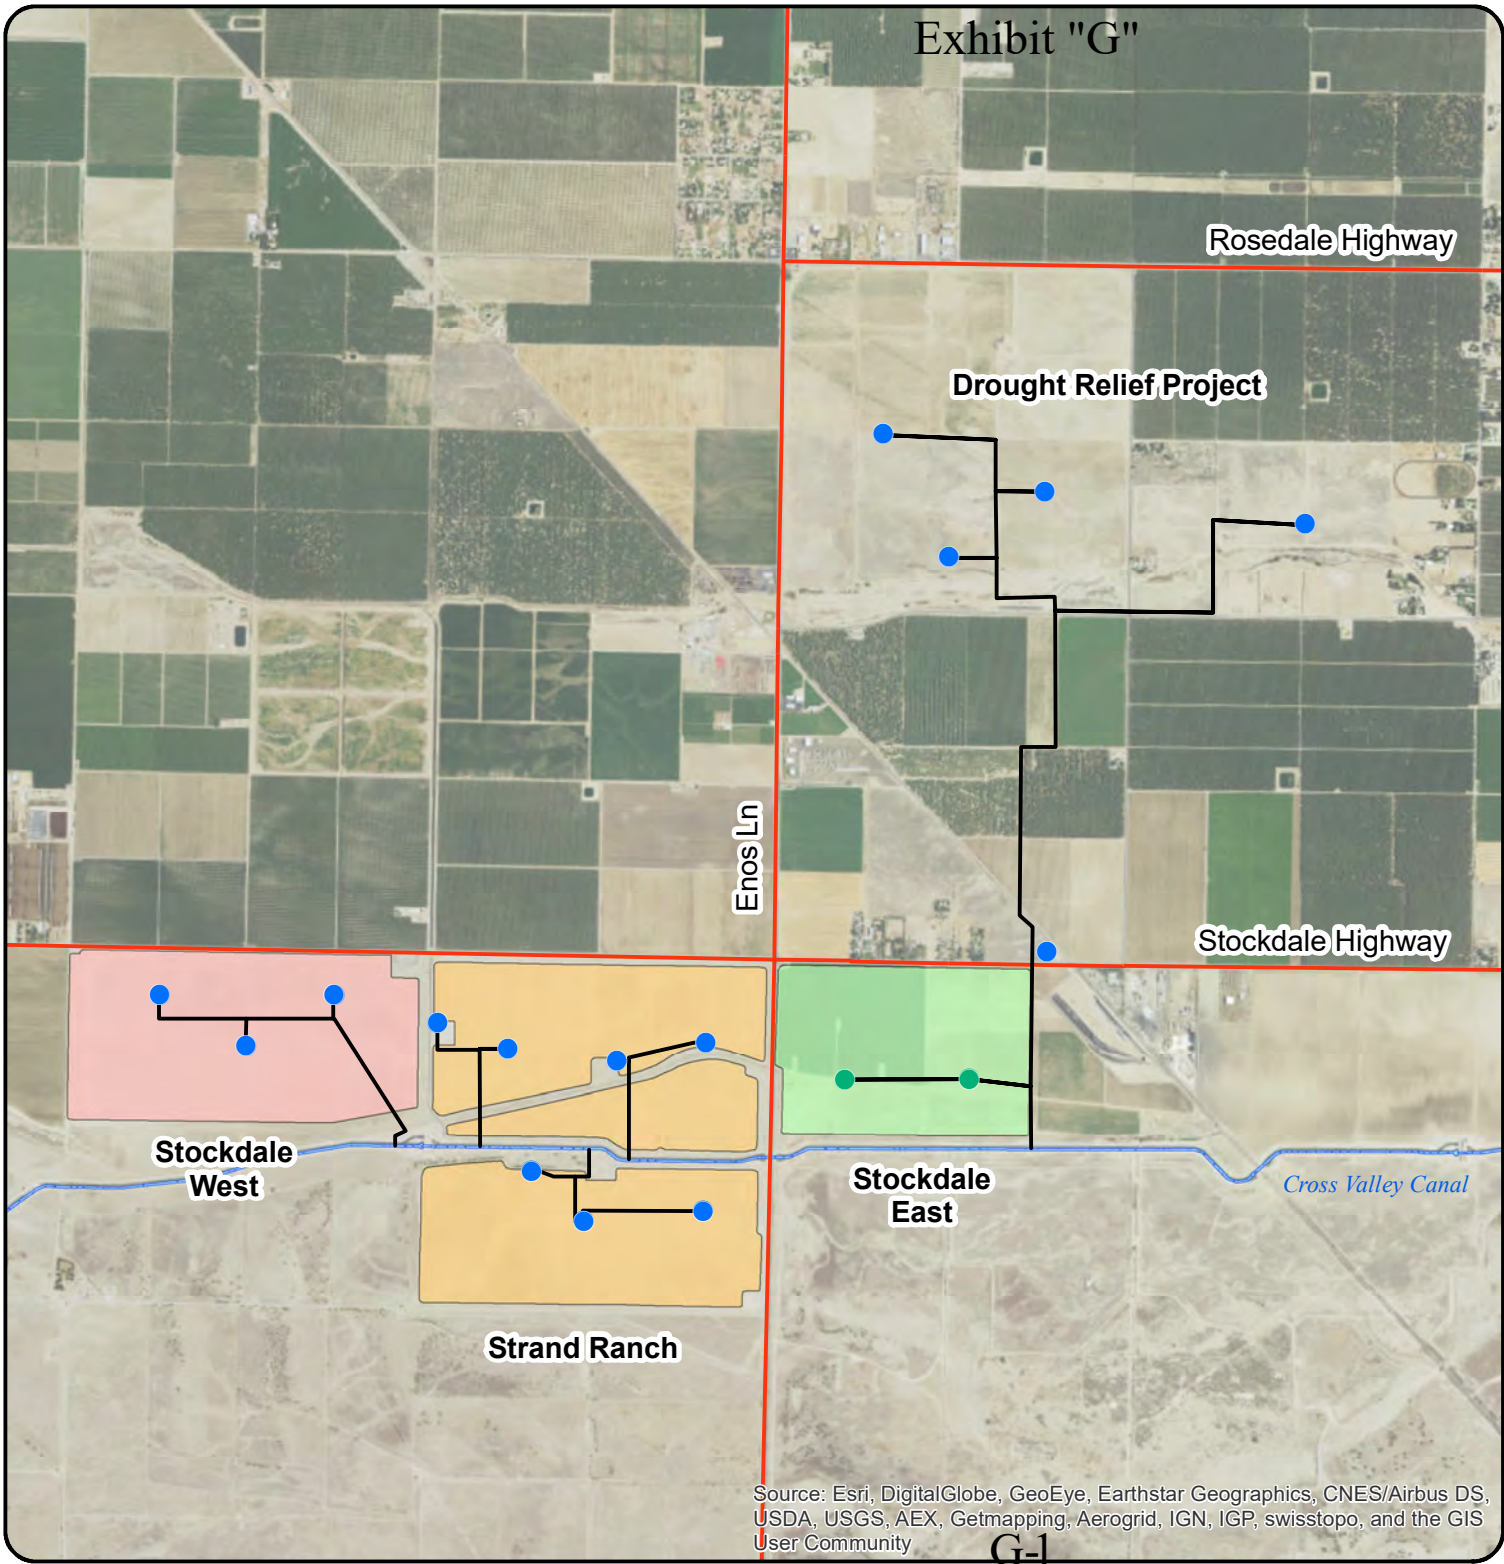 Exhibit "G"
Rosedale Highway
Drought Relief Project
Enos Ln
Stockdale Highway
Stockdale
West
Stockdale
East
Cross Valley Canal
Strand Ranch
Source: Esri, DigitalGlobe, GeoEye, Earthstar Geographics, CNES/Airbus DS,
USDA, USGS, AEX, Getmapping, Aerogrid, IGN, IGP, swisstopo, and the GIS
User Community
G-1